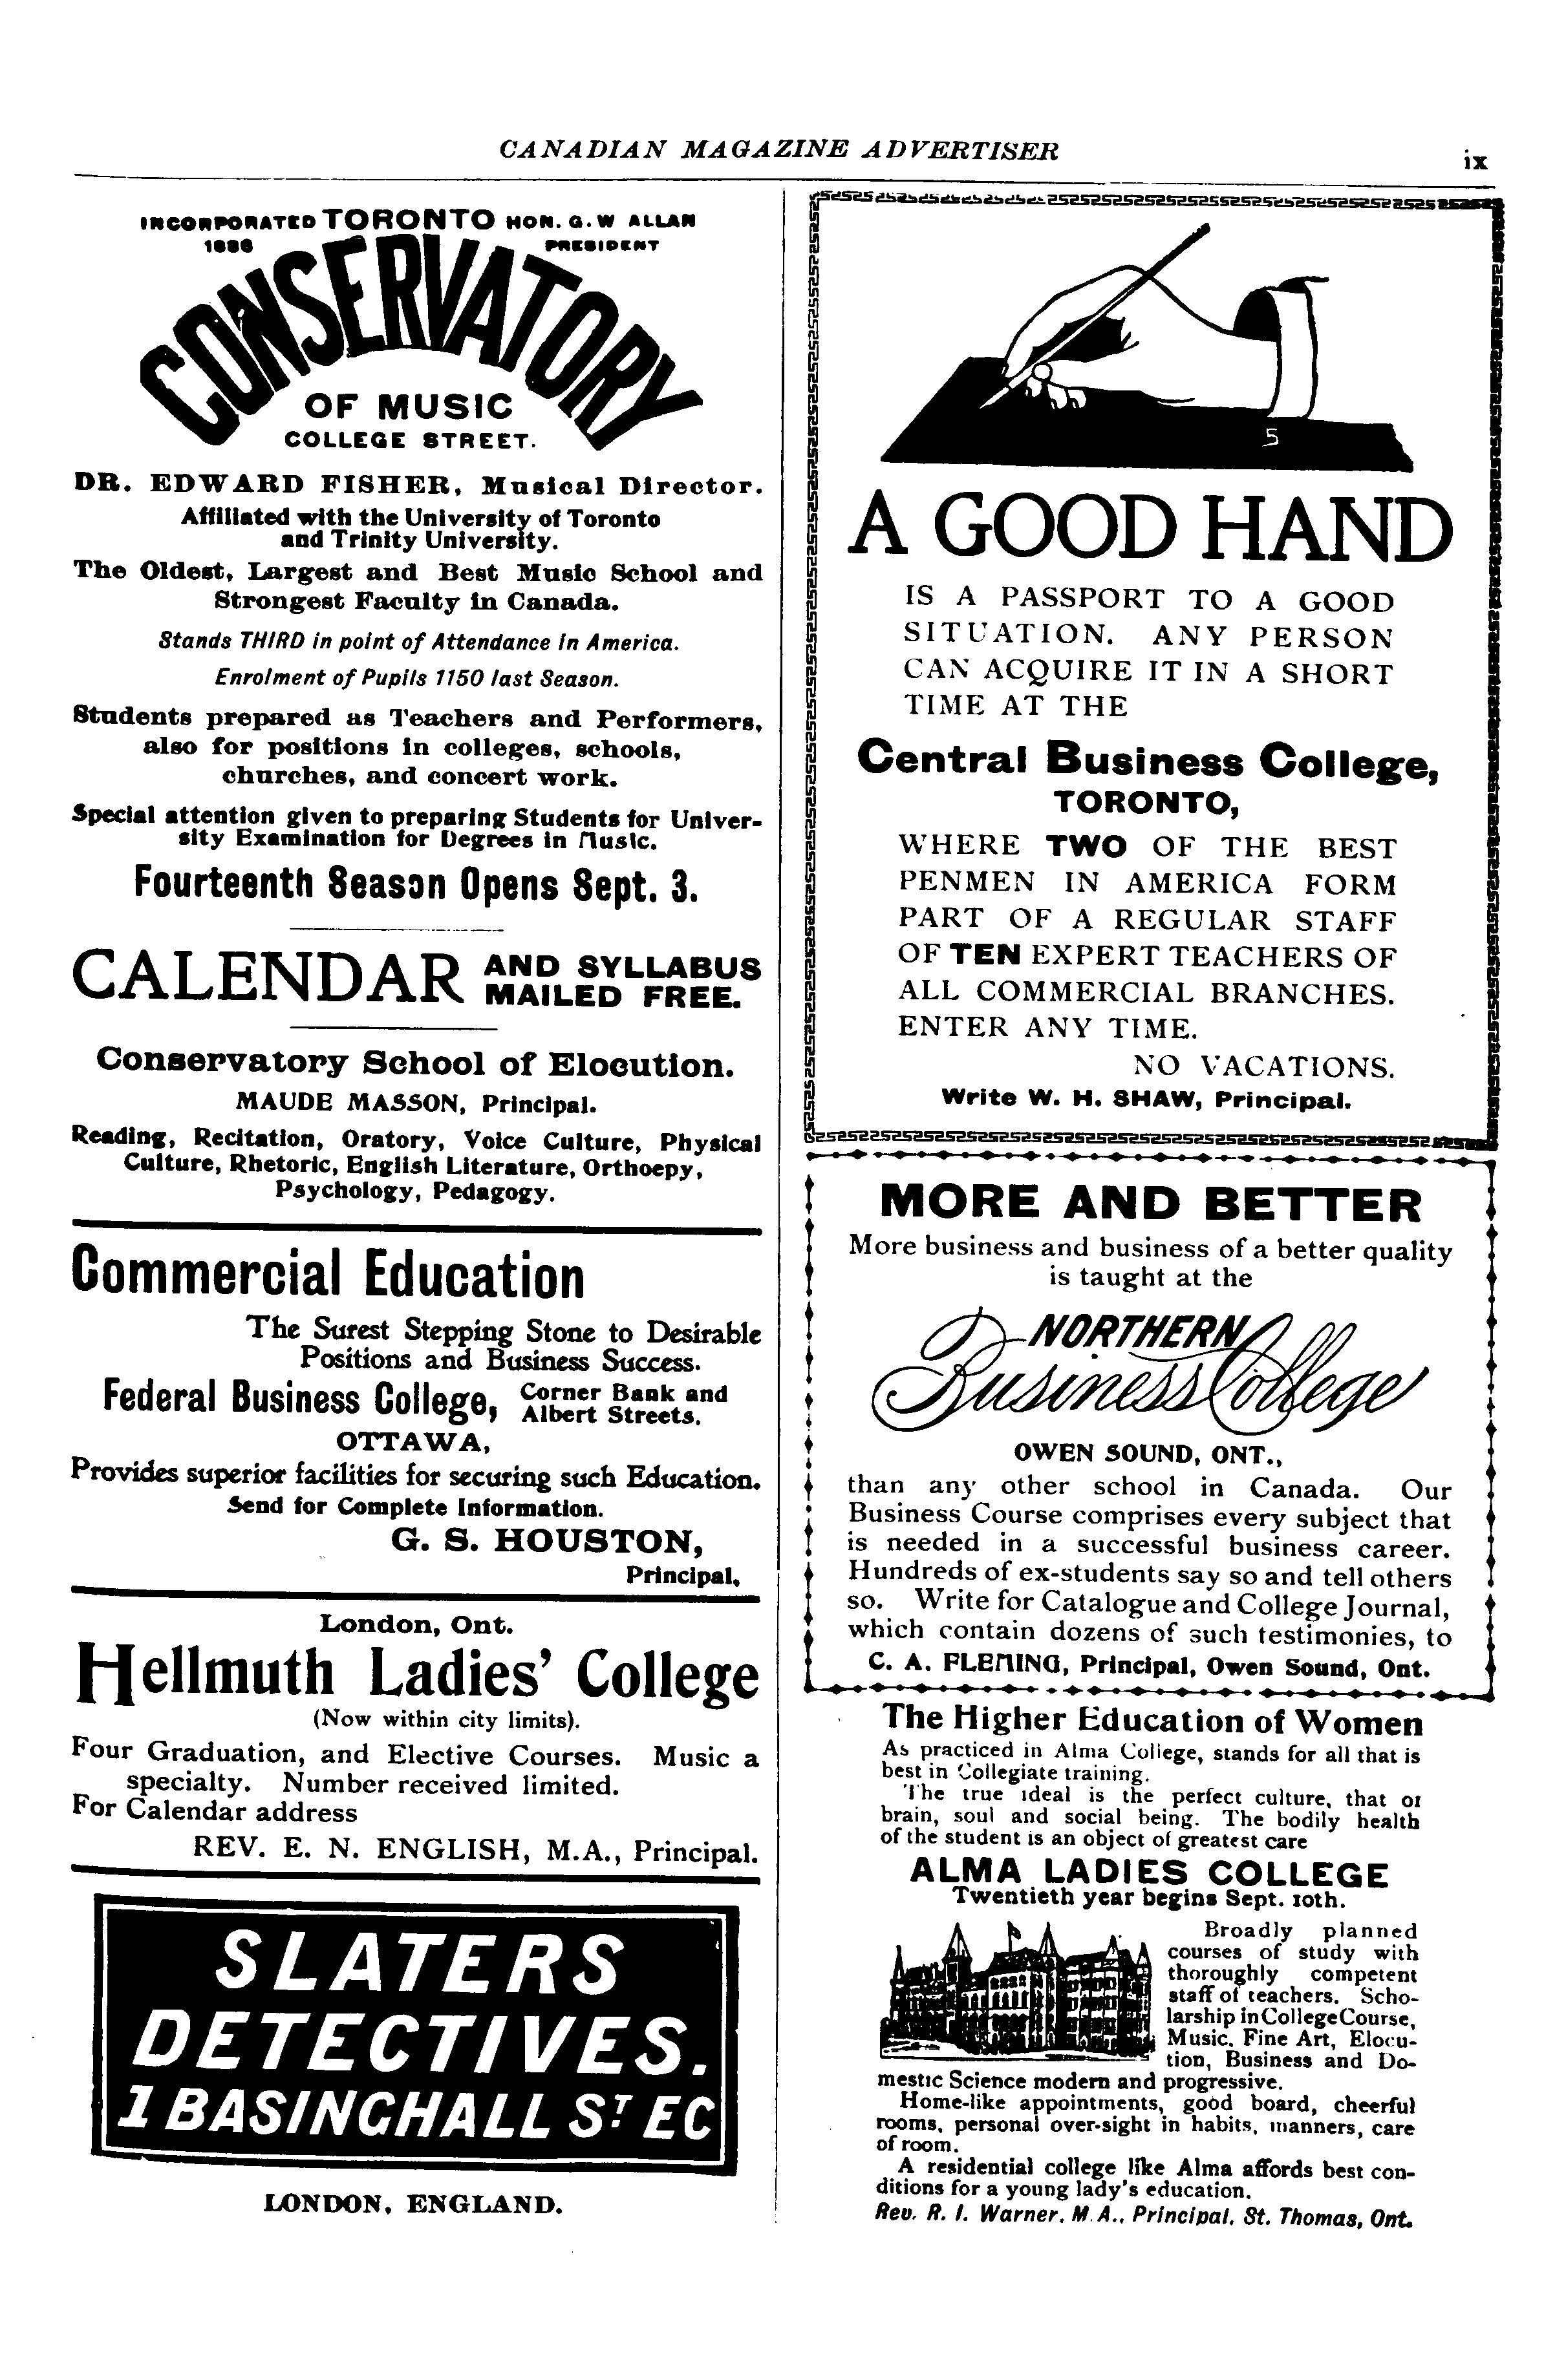 CANADIAN MAGAZINE ADVERTISER
ix
INCORPORATED TORONTO HON. G. W ALLAN
1886 PRESIDENT
CONSERVATORY
OF MUSIC
COLLEGE STREET.
DR. EDWARD FISHER, Musical Director.
Affiliated with the University of Toronto
and Trinity University.
The Oldest, Largest and Best Music School and
Strongest Faculty in Canada.
Stands THIRD in point of Attendance in America.
Enrolment of Pupils 1150 last Season.
Students prepared as Teachers and Performers,
also for positions in colleges, schools,
churches, and concert work.
Special attention given to preparing Students for Univer-
sity Examination for Degrees in Music.
Fourteenth Season Opens Sept. 3.
CALENDAR AND SYLLABUS
MAILED FREE.
Conservatory School of Elocution.
MAUDE MASSON, Principal.
Reading, Recitation, Oratory, Voice Culture, Physical
Culture, Rhetoric, English Literature, Orthoepy,
Psychology, Pedagogy.
Commercial Education
The Surest Stepping Stone to Desirable
Positions and Business Success.
Federal Business College, Corner Bank and
Albert Streets.
OTTAWA,
Provides superior facilities for securing such Education.
Send for Complete Information.
G. S. HOUSTON,
Principal.
London, Ont.
Hellmuth Ladies' College
(Now within city limits).
Four Graduation, and Elective Courses. Music a
specialty. Number received limited.
For Calendar address
REV. E. N. ENGLISH, M.A., Principal.
SLATERS
DETECTIVES.
1 BASINGHALL ST EC
LONDON, ENGLAND.
5
A GOOD HAND
IS A PASSPORT TO A GOOD
SITUATION. ANY PERSON
CAN ACQUIRE IT IN A SHORT
TIME AT THE
Central Business College,
TORONTO,
WHERE TWO OF THE BEST
PENMEN IN AMERICA FORM
PART OF A REGULAR STAFF
OF TEN EXPERT TEACHERS OF
ALL COMMERCIAL BRANCHES.
ENTER ANY TIME.
NO VACATIONS.
Write W. H. SHAW, Principal.
MORE AND BETTER
More business and business of a better quality
is taught at the
NORTHERN
Business College
OWEN SOUND, ONT.,
than any other school in Canada. Our
Business Course comprises every subject that
is needed in a successful business career.
Hundreds of ex-students say so and tell others
so. Write for Catalogue and College Journal,
which contain dozens of such testimonies, to
C. A. FLEMING, Principal, Owen Sound, Ont.
The Higher Education of Women
As practiced in Alma College, stands for all that is
best in Collegiate training.
The true ideal is the perfect culture, that of
brain, soul and social being. The bodily health
of the student is an object of greatest care
ALMA LADIES COLLEGE
Twentieth year begins Sept. 10th.
Broadly planned
courses of study with
thoroughly competent
staff of teachers. Scho-
larship in College Course,
Music, Fine Art, Elocu-
tion, Business and Do-
mestic Science modern and progressive.
Home-like appointments, good board, cheerful
rooms, personal over-sight in habits, manners, care
of room.
A residential college like Alma affords best con-
ditions for a young lady's education.
Rev. R. I. Warner, M.A., Principal, St. Thomas, Ont.